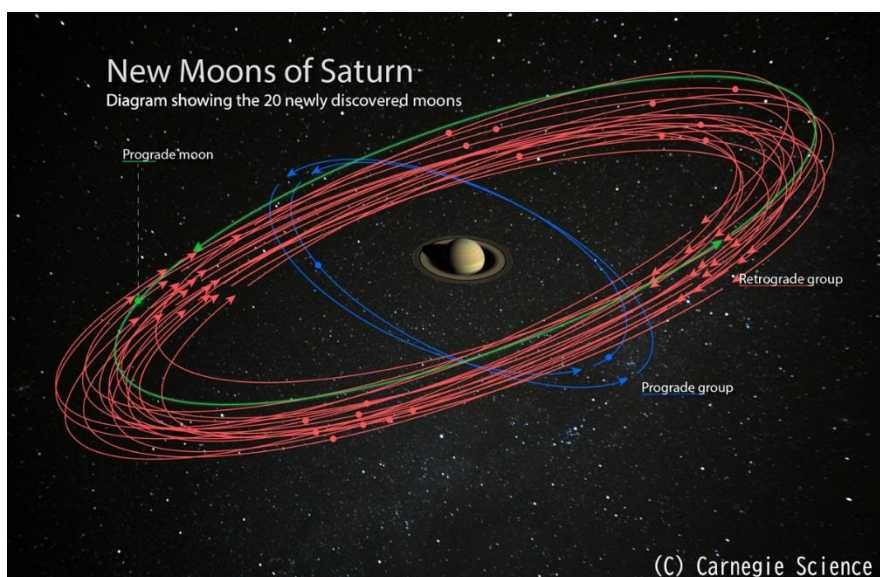 New Moons of Saturn
Diagram showing the 20 newly discovered moons
Prograde moon
Retrograde group
Prograde group
(C) Carnegie Science